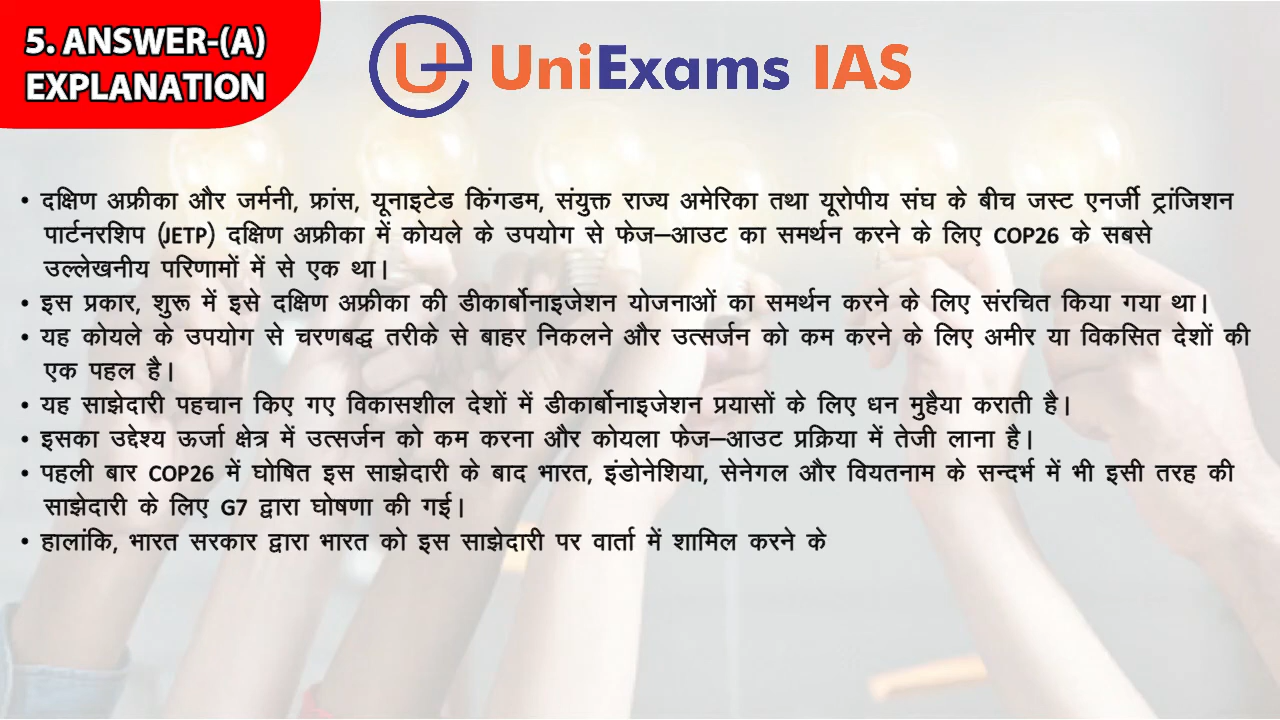 5. ANSWER-(A)
EXPLANATION
UniExams IAS
• दक्षिण अफ्रीका और जर्मनी, फ्रांस, यूनाइटेड किंगडम, संयुक्त राज्य अमेरिका तथा यूरोपीय संघ के बीच जस्ट एनर्जी ट्रांजिशन
पार्टनरशिप (JETP) दक्षिण अफ्रीका में कोयले के उपयोग से फेज–आउट का समर्थन करने के लिए COP26 के सबसे
उल्लेखनीय परिणामों में से एक था।
• इस प्रकार, शुरू में इसे दक्षिण अफ्रीका की डीकार्बोनाइजेशन योजनाओं का समर्थन करने के लिए संरचित किया गया था।
• यह कोयले के उपयोग से चरणबद्ध तरीके से बाहर निकलने और उत्सर्जन को कम करने के लिए अमीर या विकसित देशों की
एक पहल है।
• यह साझेदारी पहचान किए गए विकासशील देशों में डीकार्बोनाइजेशन प्रयासों के लिए धन मुहैया कराती है।
• इसका उद्देश्य ऊर्जा क्षेत्र में उत्सर्जन को कम करना और कोयला फेज–आउट प्रक्रिया में तेजी लाना है।
• पहली बार COP26 में घोषित इस साझेदारी के बाद भारत, इंडोनेशिया, सेनेगल और वियतनाम के सन्दर्भ में भी इसी तरह की
साझेदारी के लिए G7 द्वारा घोषणा की गई।
• हालांकि, भारत सरकार द्वारा भारत को इस साझेदारी पर वार्ता में शामिल करने के